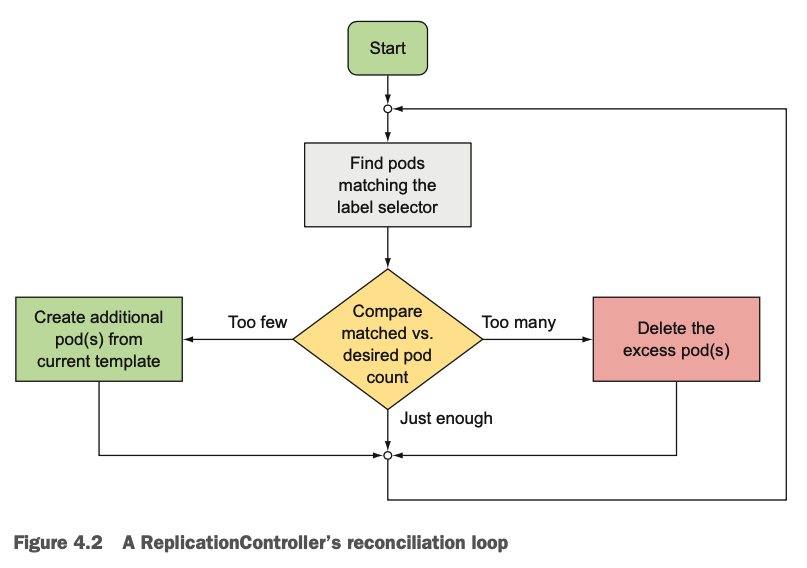 Start
Find pods
matching the
label selector
Compare
matched vs.
desired pod
count
Too few
Too many
Create additional
pod(s) from
current template
Delete the
excess pod(s)
Just enough
Figure 4.2 A ReplicationController’s reconciliation loop